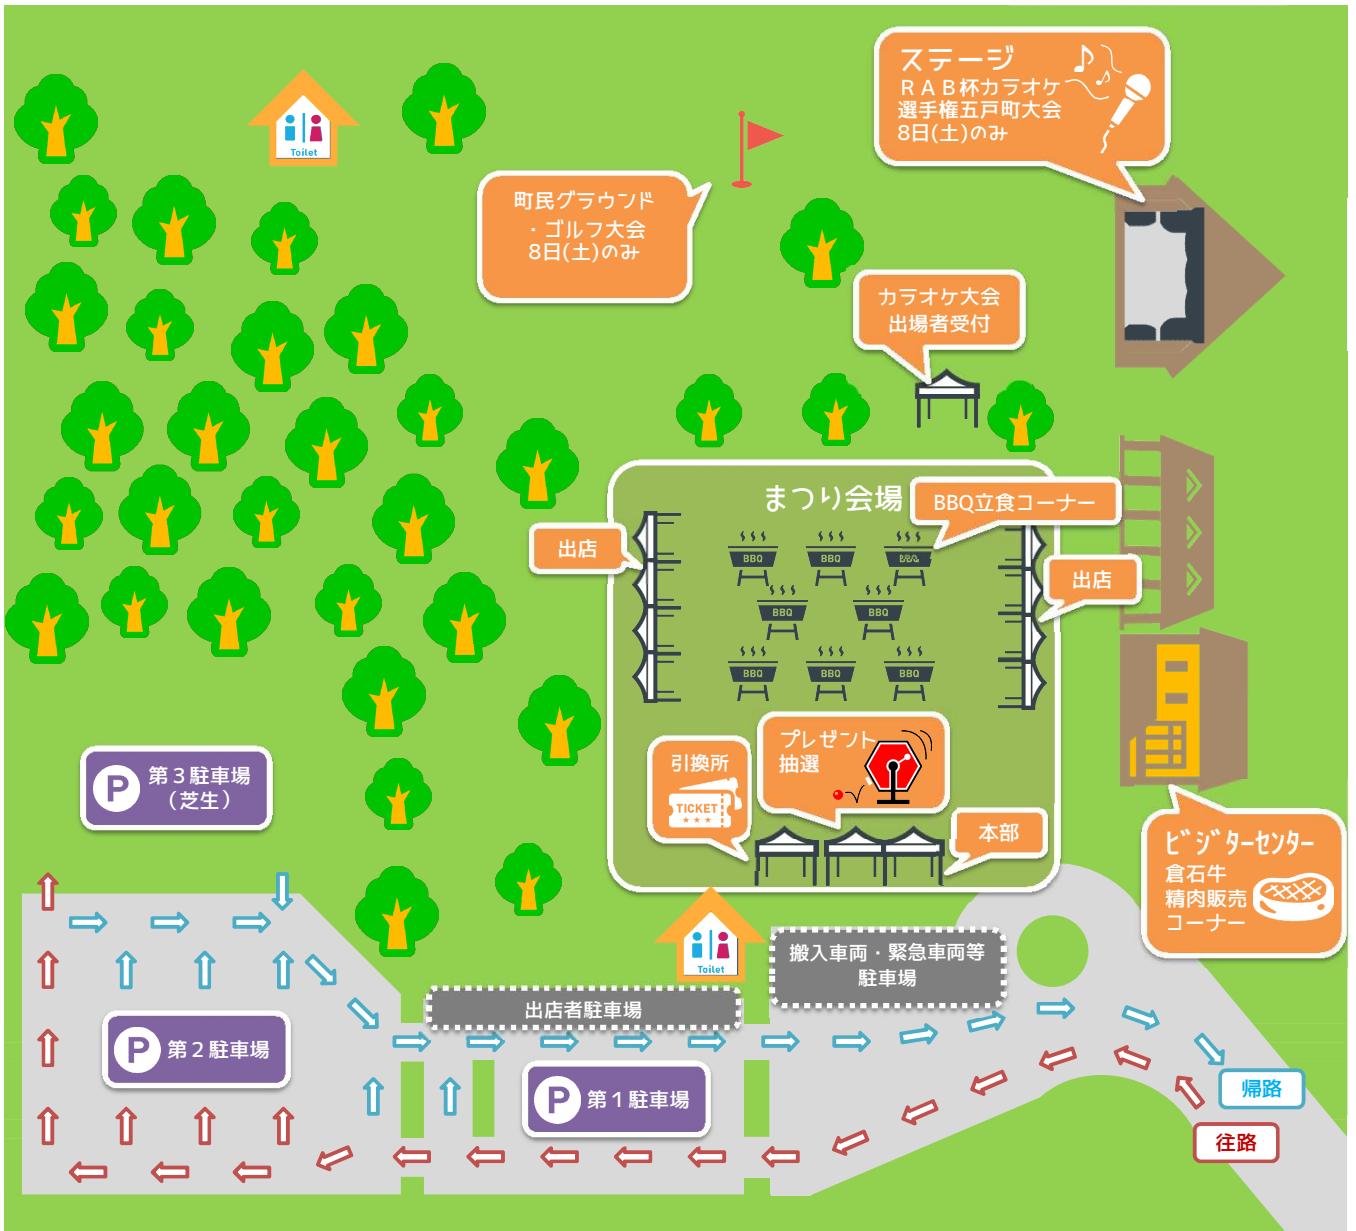 ステージ
RAB杯カラオケ
選手権五戸町大会
8日(土)のみ
Toilet
町民グラウンド
・ゴルフ大会
8日(土)のみ
カラオケ大会
出場者受付
まつり会場
BBQ立食コーナー
出店
BBQ
BBQ
BBQ
出店
BBQ
BBQ
BBQ
BBQ
BBQ
プレゼント
抽選
引換所
TICKET
本部
P
第3駐車場
(芝生)
ビジターセンター
倉石牛
精肉販売
コーナー
Toilet
搬入車両・緊急車両等
駐車場
出店者駐車場
P
第2駐車場
P
第1駐車場
帰路
往路